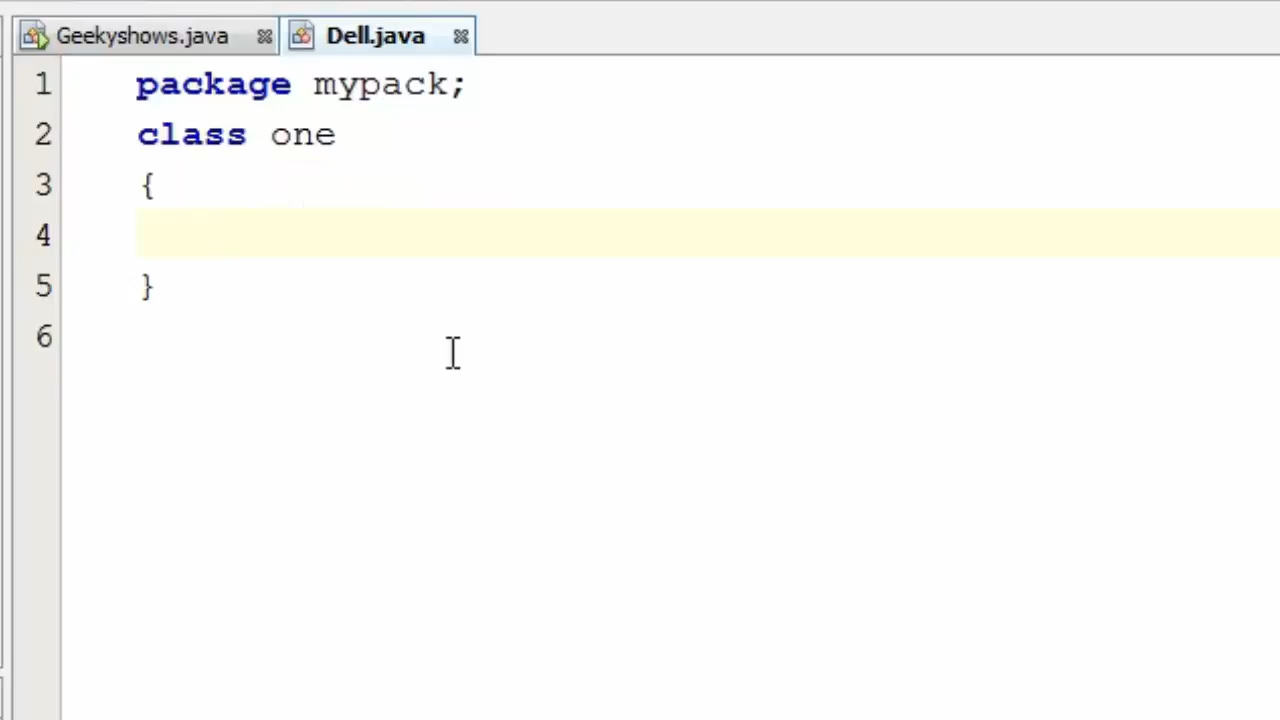 Geekyshows.java Dell.java
1 package mypack;
2 class one
3 {
4
5 }
6